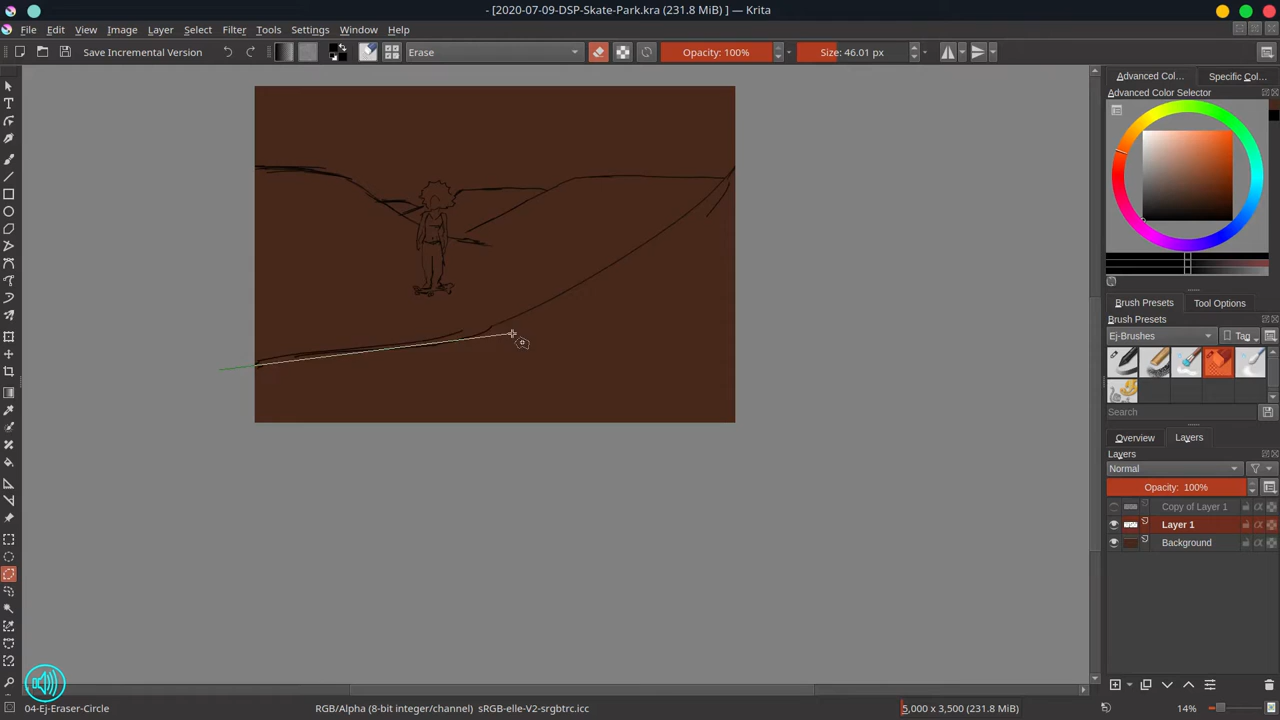 - [2020-07-09-DSP-Skate-Park.kra (231.8 MiB) ] — Krita
File Edit View Image Layer Select Filter Tools Settings Window Help
Save Incremental Version Erase Opacity: 100% Size: 46.01 px
Advanced Col... Specific Col...
Advanced Color Selector
Brush Presets Tool Options
Brush Presets
Ej-Brushes Tag
Search
Overview Layers
Layers
Normal
Opacity: 100%
Copy of Layer 1
Layer 1
Background
04-Ej-Eraser-Circle RGB/Alpha (8-bit integer/channel) sRGB-elle-V2-srgbtrc.icc 5,000 x 3,500 (231.8 MiB) 14%